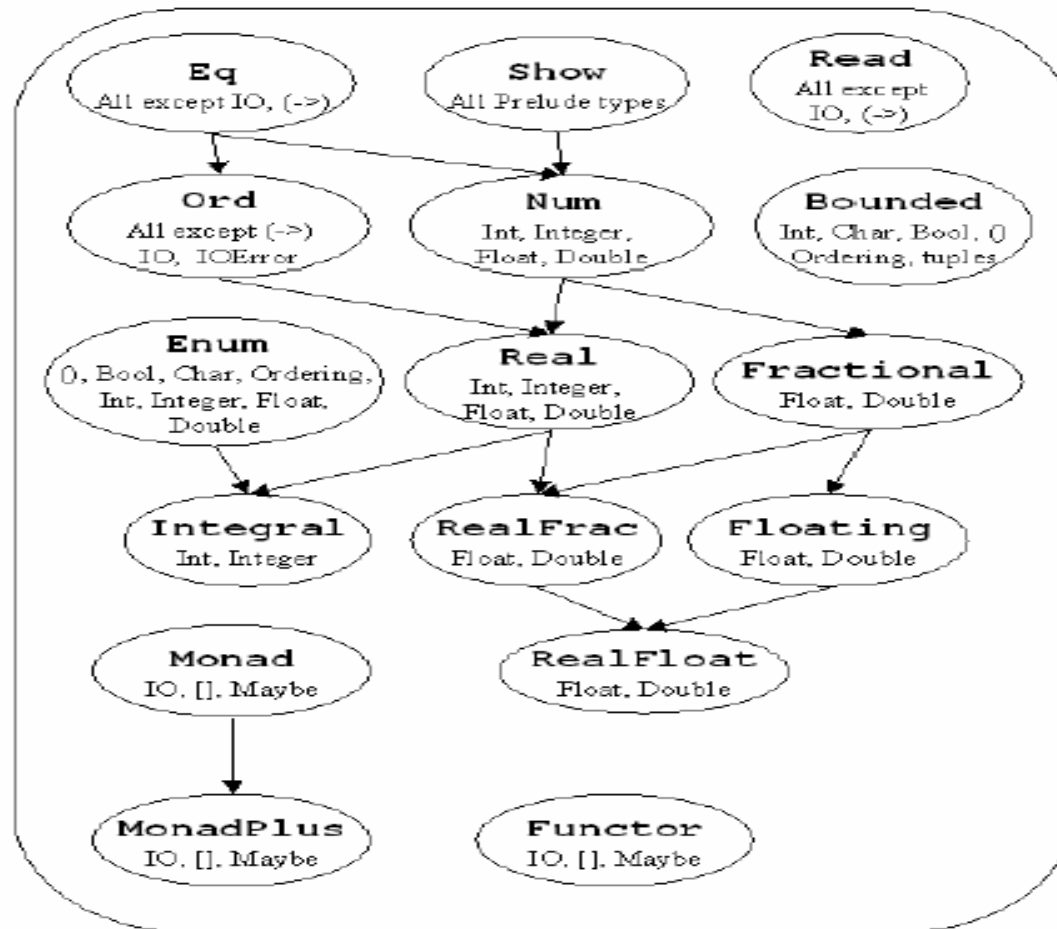 Eq
All except IO, (->)
Show
All Prelude types
Read
All except
IO, (->)
Ord
All except (->)
IO, IOError
Num
Int, Integer,
Float, Double
Bounded
Int, Char, Bool, ()
Ordering, tuples
Enum
(), Bool, Char, Ordering,
Int, Integer, Float,
Double
Real
Int, Integer,
Float, Double
Fractional
Float, Double
Integral
Int, Integer
RealFrac
Float, Double
Floating
Float, Double
Monad
IO, [], Maybe
RealFloat
Float, Double
MonadPlus
IO, [], Maybe
Functor
IO, [], Maybe